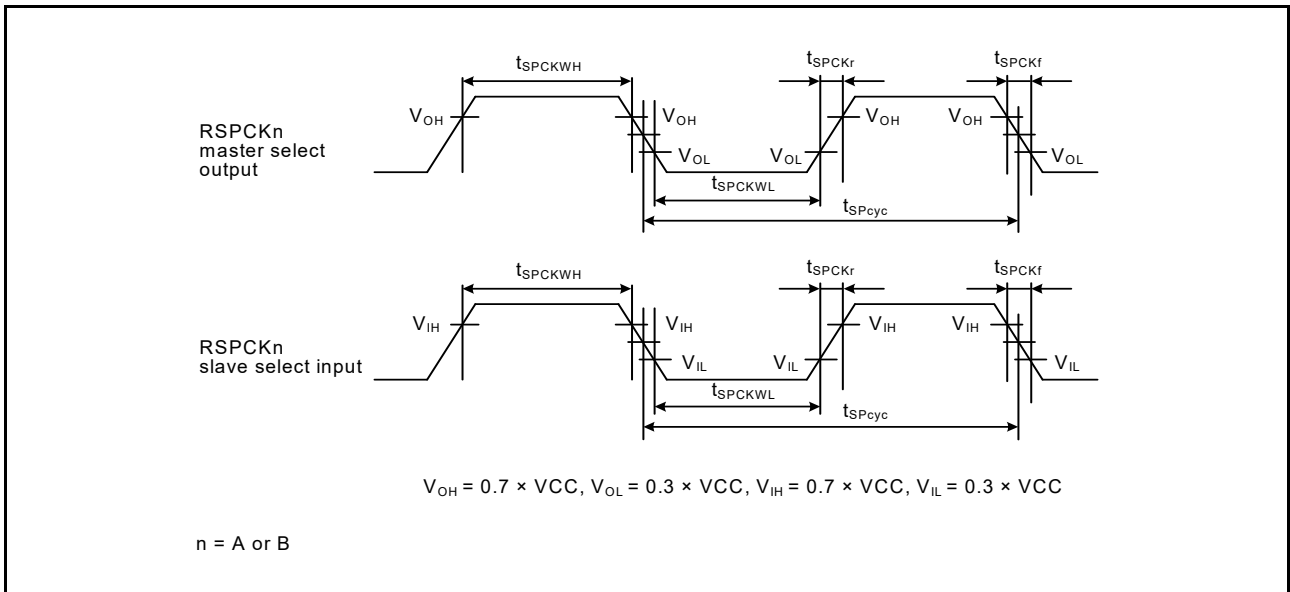 tSPCKWH
tSPCKr
tSPCKf
VOH
VOH
VOH
VOH
RSPCKn
master select
output
VOL
VOL
VOL
tSPCKWL
tSPcyc
tSPCKWH
tSPCKr
tSPCKf
VIH
VIH
VIH
VIH
RSPCKn
slave select input
VIL
VIL
VIL
tSPCKWL
tSPcyc
VOH = 0.7 × VCC, VOL = 0.3 × VCC, VIH = 0.7 × VCC, VIL = 0.3 × VCC
n = A or B